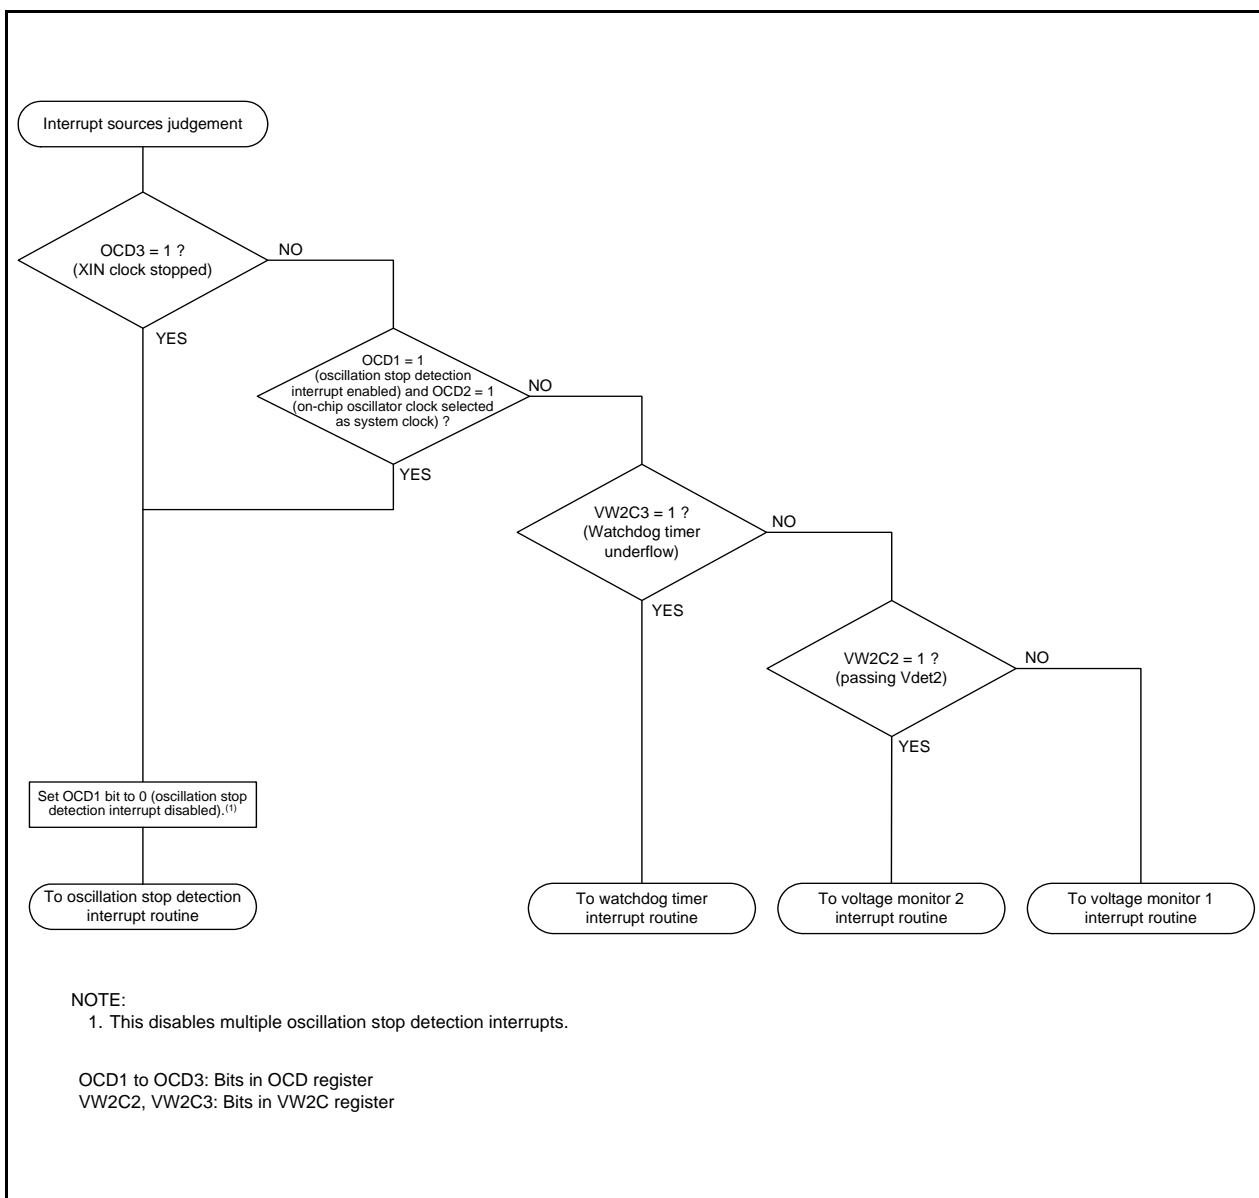 Interrupt sources judgement
OCD3 = 1 ?
(XIN clock stopped)
NO
YES
OCD1 = 1
(oscillation stop detection
interrupt enabled) and OCD2 = 1
(on-chip oscillator clock selected
as system clock) ?
NO
YES
VW2C3 = 1 ?
(Watchdog timer
underflow)
NO
YES
VW2C2 = 1 ?
(passing Vdet2)
NO
YES
Set OCD1 bit to 0 (oscillation stop
detection interrupt disabled).(1)
To oscillation stop detection
interrupt routine
To watchdog timer
interrupt routine
To voltage monitor 2
interrupt routine
To voltage monitor 1
interrupt routine
NOTE:
1. This disables multiple oscillation stop detection interrupts.
OCD1 to OCD3: Bits in OCD register
VW2C2, VW2C3: Bits in VW2C register